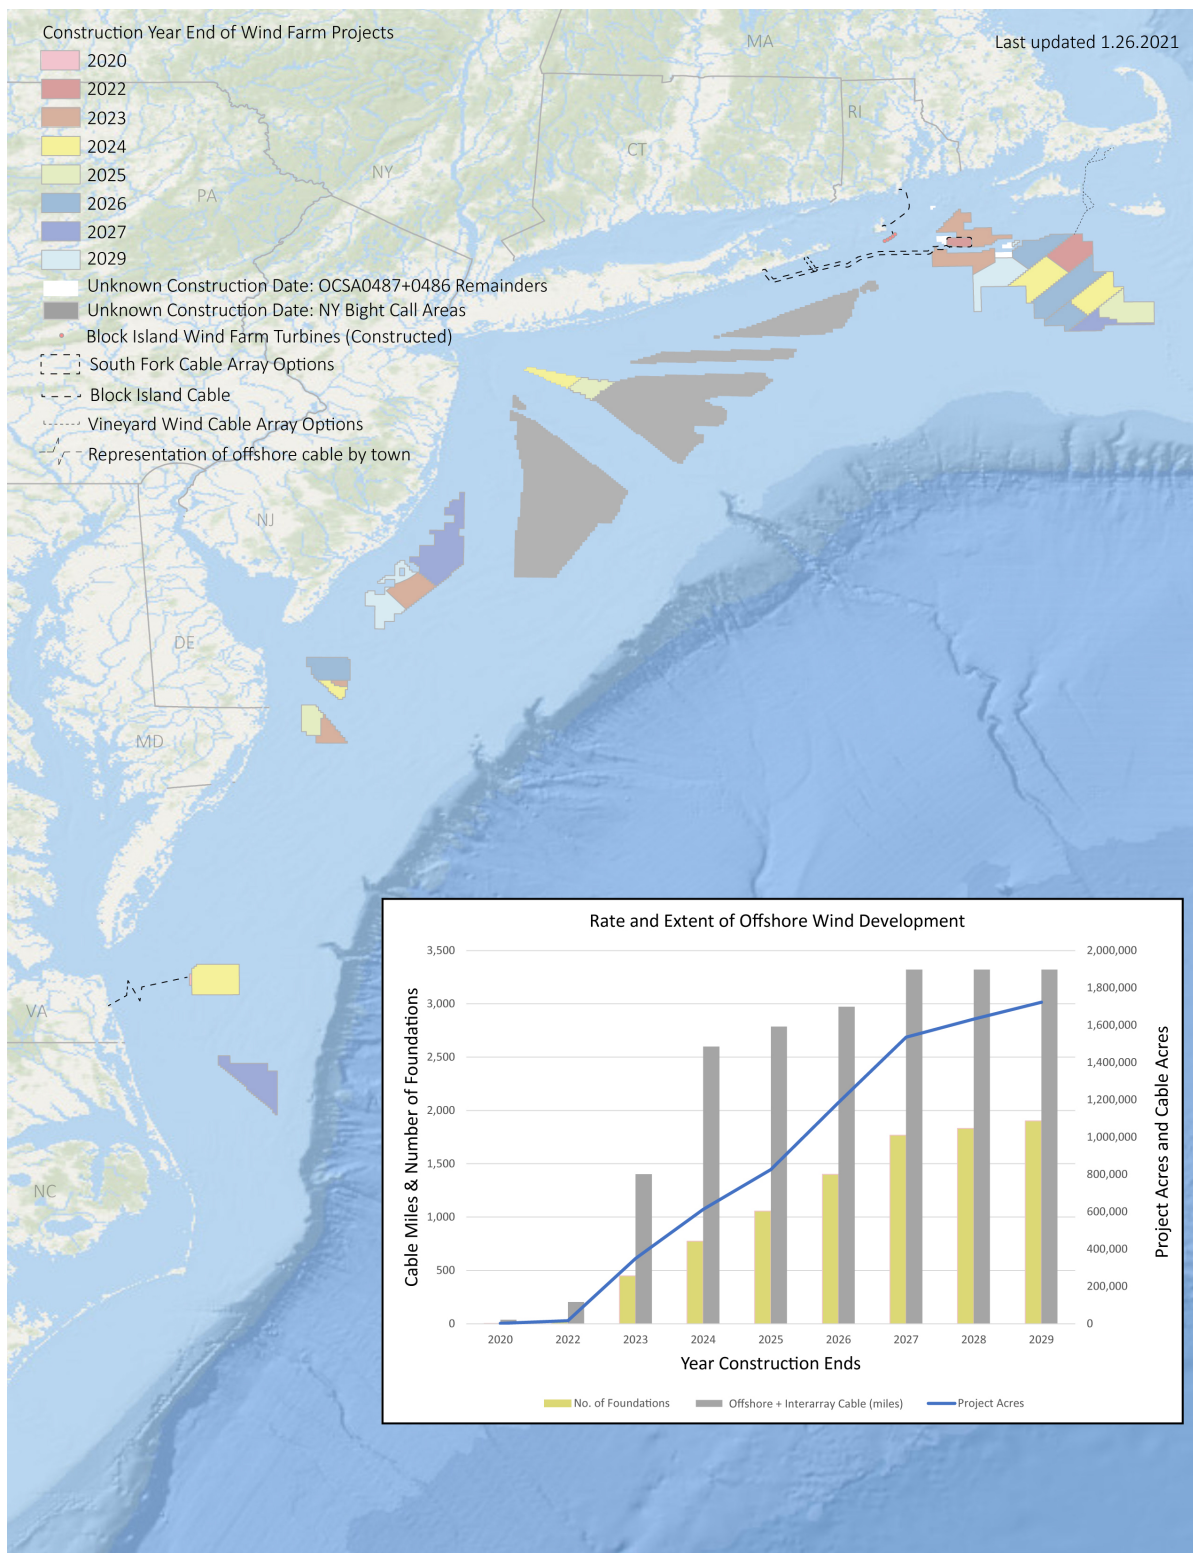 Construction Year End of Wind Farm Projects
Last updated 1.26.2021
2020
2022
2023
2024
2025
2026
2027
2029
Unknown Construction Date: OCSA0487+0486 Remainders
Unknown Construction Date: NY Bight Call Areas
Block Island Wind Farm Turbines (Constructed)
South Fork Cable Array Options
Block Island Cable
Vineyard Wind Cable Array Options
Representation of offshore cable by town
MA
RI
CT
NY
PA
NJ
DE
MD
VA
NC
Rate and Extent of Offshore Wind Development
Cable Miles & Number of Foundations
3,500
3,000
2,500
2,000
1,500
1,000
500
0
2,000,000
1,800,000
1,600,000
1,400,000
1,200,000
1,000,000
800,000
600,000
400,000
200,000
0
Project Acres and Cable Acres
2020 2022 2023 2024 2025 2026 2027 2028 2029
Year Construction Ends
No. of Foundations Offshore + Interarray Cable (miles) Project Acres